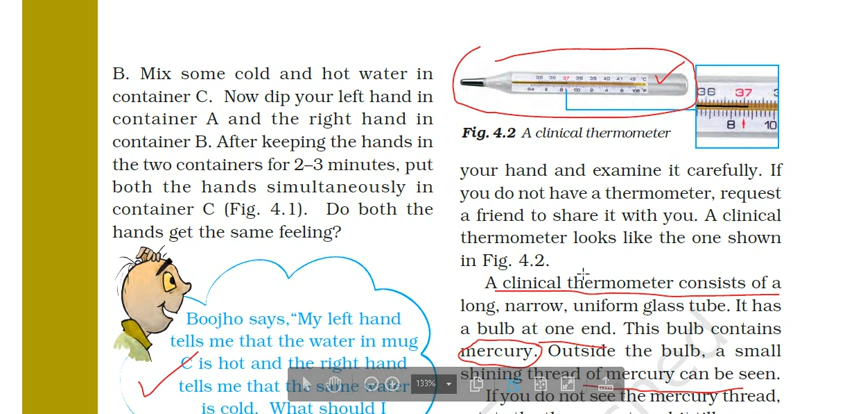 B. Mix some cold and hot water in
container C. Now dip your left hand in
container A and the right hand in
container B. After keeping the hands in
the two containers for 2–3 minutes, put
both the hands simultaneously in
container C (Fig. 4.1). Do both the
hands get the same feeling?
Boojho says,“My left hand
tells me that the water in mug
C is hot and the right hand
tells me that the same water
is cold. What should I
36 37
8 10
Fig. 4.2 A clinical thermometer
your hand and examine it carefully. If
you do not have a thermometer, request
a friend to share it with you. A clinical
thermometer looks like the one shown
in Fig. 4.2.
A clinical thermometer consists of a
long, narrow, uniform glass tube. It has
a bulb at one end. This bulb contains
mercury. Outside the bulb, a small
shining thread of mercury can be seen.
If you do not see the mercury thread,
133%